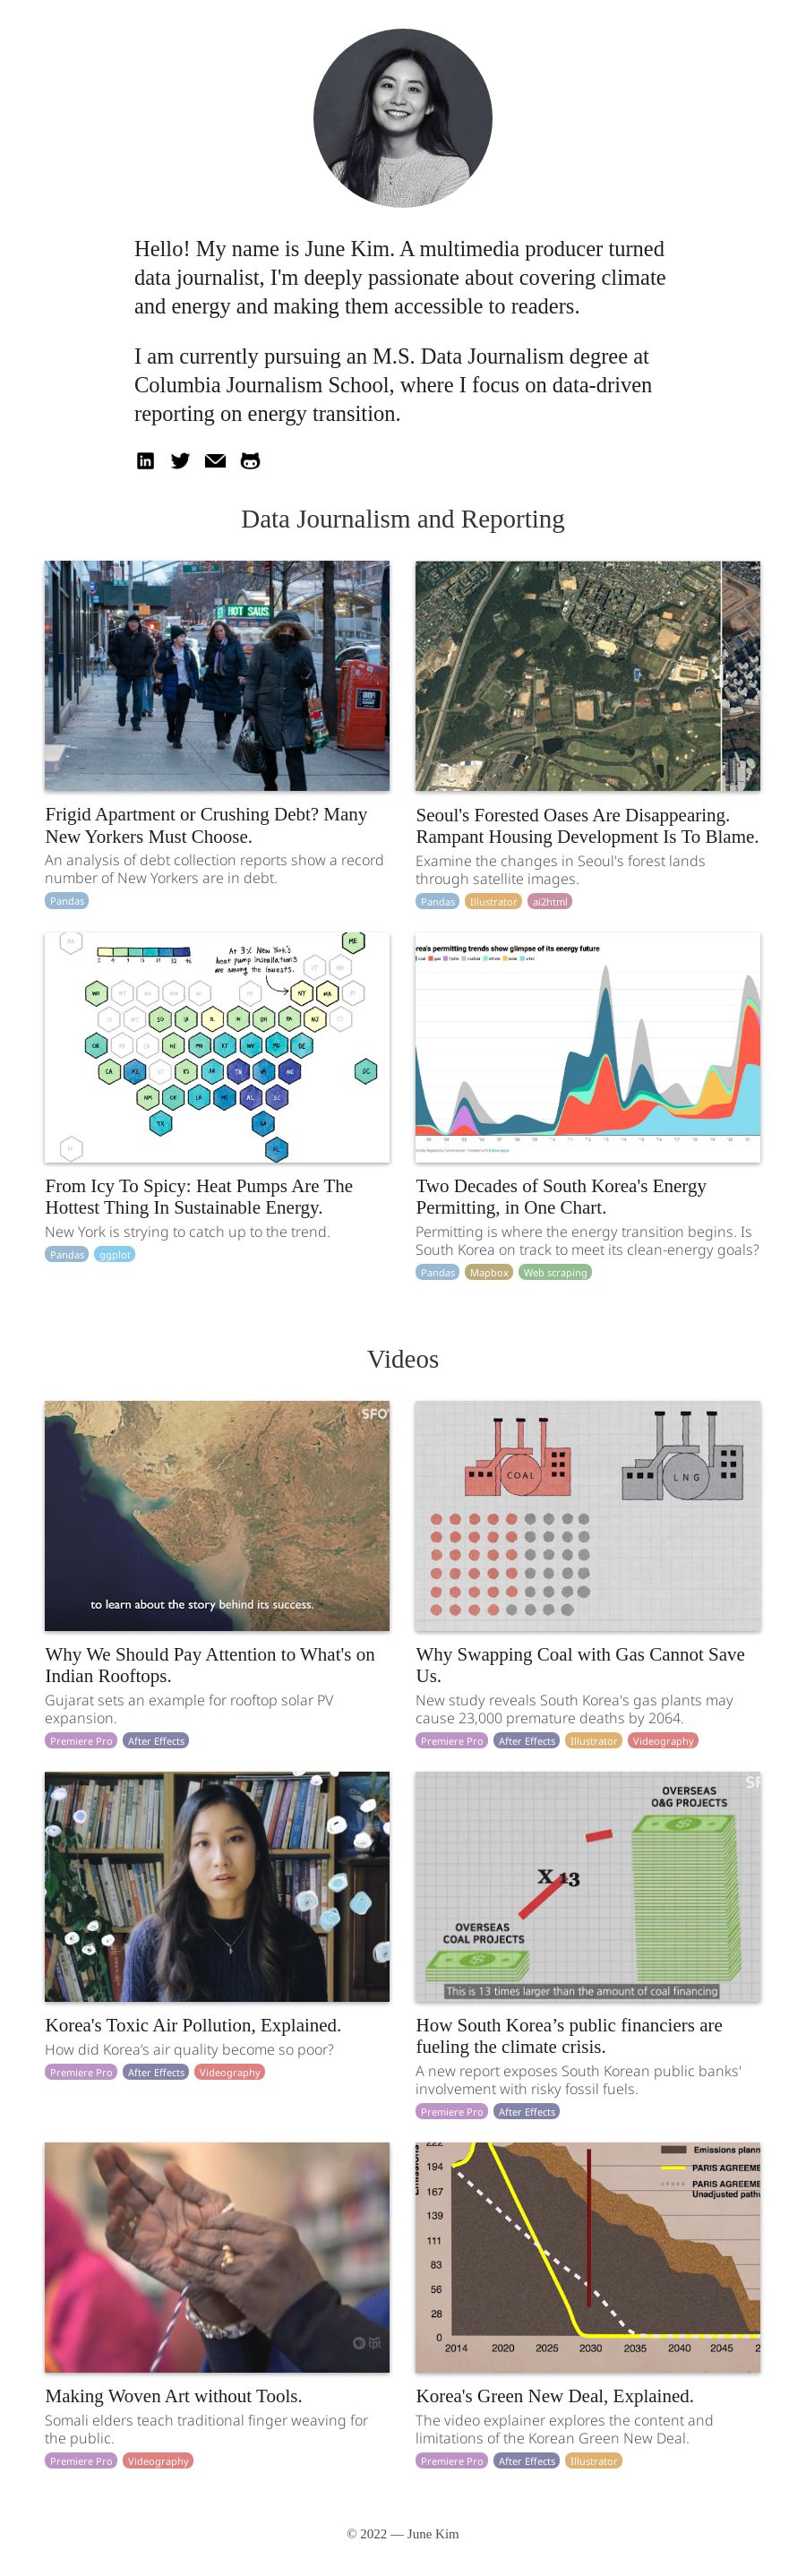 Hello! My name is June Kim. A multimedia producer turned
data journalist, I'm deeply passionate about covering climate
and energy and making them accessible to readers.
I am currently pursuing an M.S. Data Journalism degree at
Columbia Journalism School, where I focus on data-driven
reporting on energy transition.
Data Journalism and Reporting
HOT SAUS
Frigid Apartment or Crushing Debt? Many
New Yorkers Must Choose.
An analysis of debt collection reports show a record
number of New Yorkers are in debt.
Pandas
Seoul's Forested Oases Are Disappearing.
Rampant Housing Development Is To Blame.
Examine the changes in Seoul's forest lands
through satellite images.
Pandas Illustrator ai2html
At 3% New York's
heat pump installations
are among the lowest.
ME
NY
From Icy To Spicy: Heat Pumps Are The
Hottest Thing In Sustainable Energy.
New York is strying to catch up to the trend.
Pandas ggplot
rea's permitting trends show glimpse of its energy future
Two Decades of South Korea's Energy
Permitting, in One Chart.
Permitting is where the energy transition begins. Is
South Korea on track to meet its clean-energy goals?
Pandas Mapbox Web scraping
Videos
SFO
to learn about the story behind its success.
Why We Should Pay Attention to What's on
Indian Rooftops.
Gujarat sets an example for rooftop solar PV
expansion.
Premiere Pro After Effects
COAL
LNG
Why Swapping Coal with Gas Cannot Save
Us.
New study reveals South Korea's gas plants may
cause 23,000 premature deaths by 2064.
Premiere Pro After Effects Illustrator Videography
Korea's Toxic Air Pollution, Explained.
How did Korea's air quality become so poor?
Premiere Pro After Effects Videography
OVERSEAS
O&G PROJECTS
X 13
OVERSEAS
COAL PROJECTS
This is 13 times larger than the amount of coal financing
How South Korea’s public financiers are
fueling the climate crisis.
A new report exposes South Korean public banks'
involvement with risky fossil fuels.
Premiere Pro After Effects
tpt
Making Woven Art without Tools.
Somali elders teach traditional finger weaving for
the public.
Premiere Pro Videography
Emissions plann
PARIS AGREEME
PARIS AGREEME
Unadjusted pathw
222
194
167
139
111
83
56
28
0
2014 2020 2025 2030 2035 2040 2045 2
Korea's Green New Deal, Explained.
The video explainer explores the content and
limitations of the Korean Green New Deal.
Premiere Pro After Effects Illustrator
© 2022 — June Kim